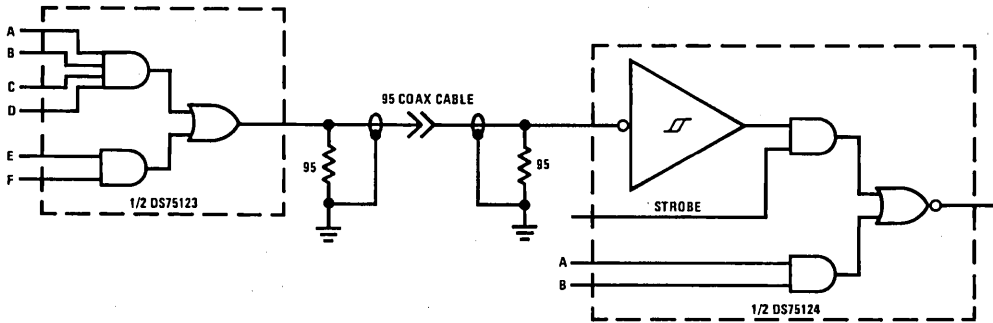 A
B
C
D
E
F
1/2 DS75123
95 COAX CABLE
95
95
STROBE
A
B
1/2 DS75124